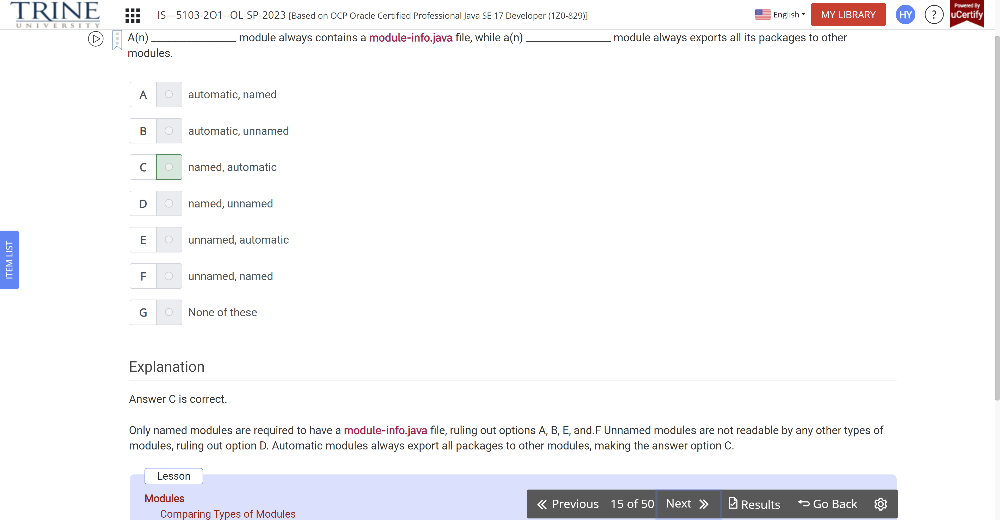 TRINE
UNIVERSITY
IS---5103-2O1--OL-SP-2023 [Based on OCP Oracle Certified Professional Java SE 17 Developer (1Z0-829)]
English
MY LIBRARY
HY
?
Powered By
uCertify
A(n) ________________ module always contains a module-info.java file, while a(n) ________________ module always exports all its packages to other
modules.
A automatic, named
B automatic, unnamed
C named, automatic
D named, unnamed
E unnamed, automatic
F unnamed, named
G None of these
ITEM LIST
Explanation
Answer C is correct.
Only named modules are required to have a module-info.java file, ruling out options A, B, E, and.F Unnamed modules are not readable by any other types of
modules, ruling out option D. Automatic modules always export all packages to other modules, making the answer option C.
Lesson
Modules
Comparing Types of Modules
Previous 15 of 50 Next Results Go Back